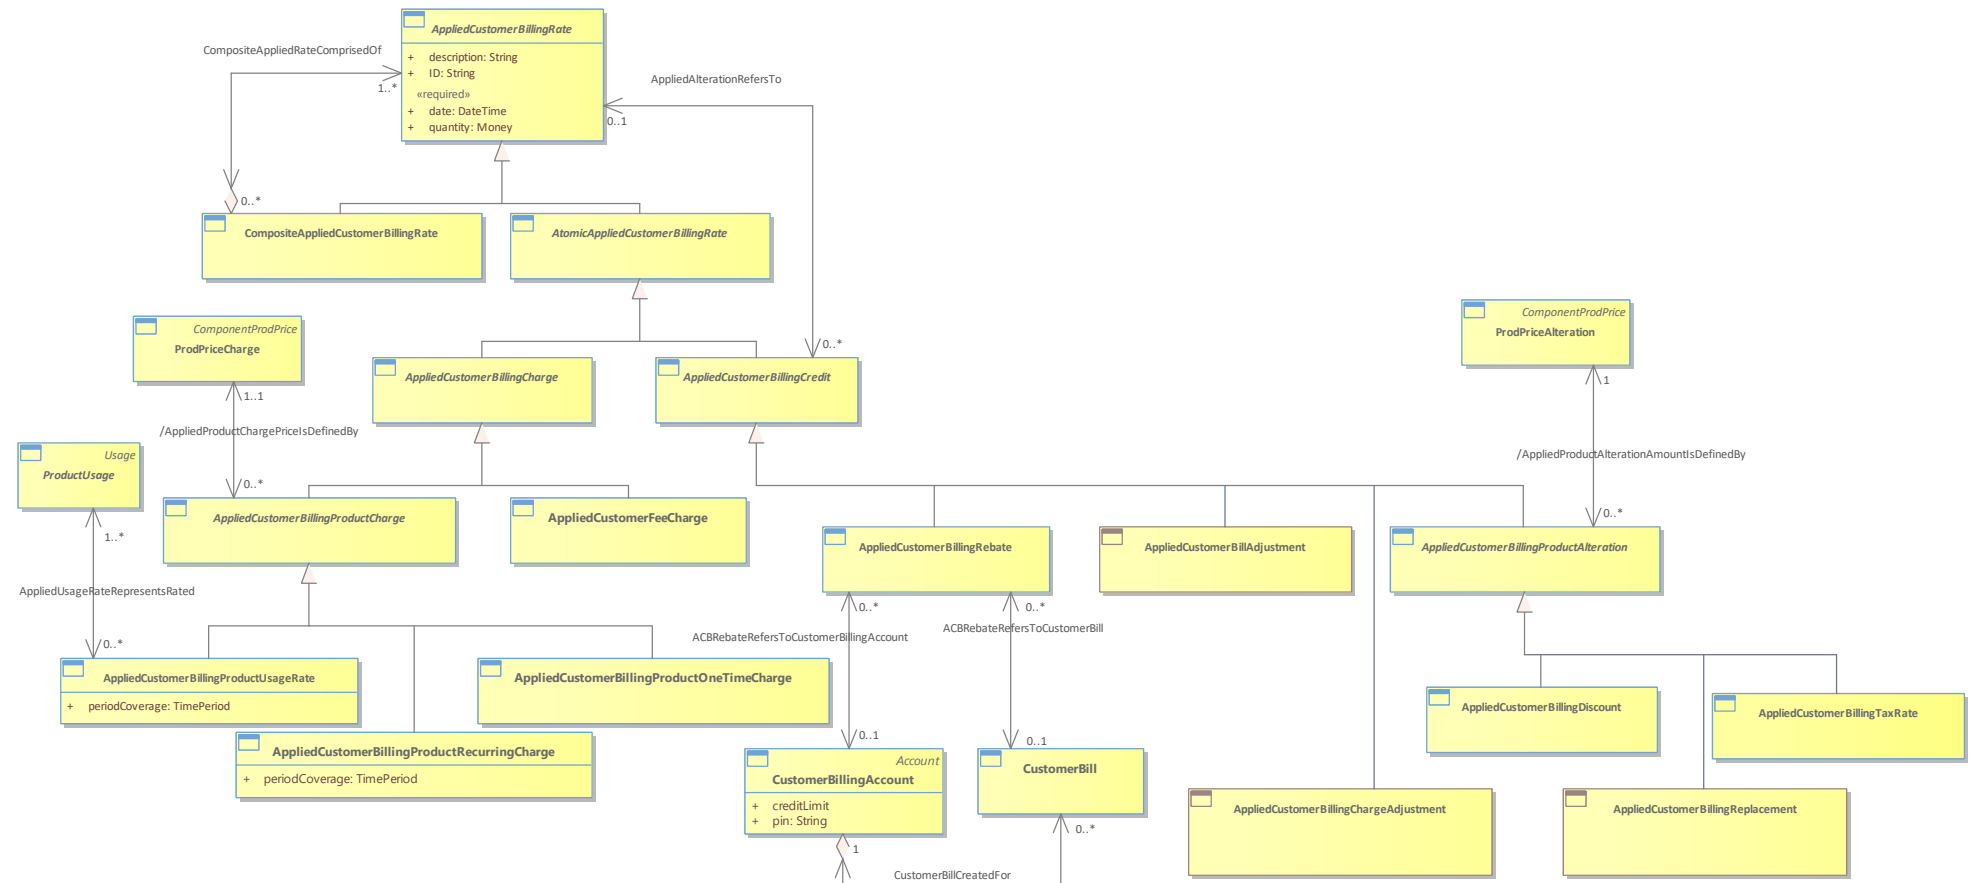 AppliedCustomerBillingRate
+ description: String
+ ID: String
«required»
+ date: DateTime
+ quantity: Money
CompositeAppliedRateComprisedOf
1..*
0..*
AppliedAlterationRefersTo
0..1
0..*
CompositeAppliedCustomerBillingRate
AtomicAppliedCustomerBillingRate
ComponentProdPrice
ProdPriceCharge
1..1
/AppliedProductChargePriceIsDefinedBy
0..*
AppliedCustomerBillingCharge
AppliedCustomerBillingCredit
ComponentProdPrice
ProdPriceAlteration
1
/AppliedProductAlterationAmountIsDefinedBy
0..*
Usage
ProductUsage
1..*
AppliedUsageRateRepresentsRated
0..*
AppliedCustomerBillingProductCharge
AppliedCustomerFeeCharge
AppliedCustomerBillingRebate
AppliedCustomerBillAdjustment
AppliedCustomerBillingProductAlteration
0..*
ACBRebateRefersToCustomerBillingAccount
0..1
0..*
ACBRebateRefersToCustomerBill
0..1
AppliedCustomerBillingProductUsageRate
+ periodCoverage: TimePeriod
AppliedCustomerBillingProductOneTimeCharge
AppliedCustomerBillingProductRecurringCharge
+ periodCoverage: TimePeriod
Account
CustomerBillingAccount
+ creditLimit
+ pin: String
1
CustomerBill
0..*
CustomerBillCreatedFor
AppliedCustomerBillingDiscount
AppliedCustomerBillingTaxRate
AppliedCustomerBillingChargeAdjustment
AppliedCustomerBillingReplacement